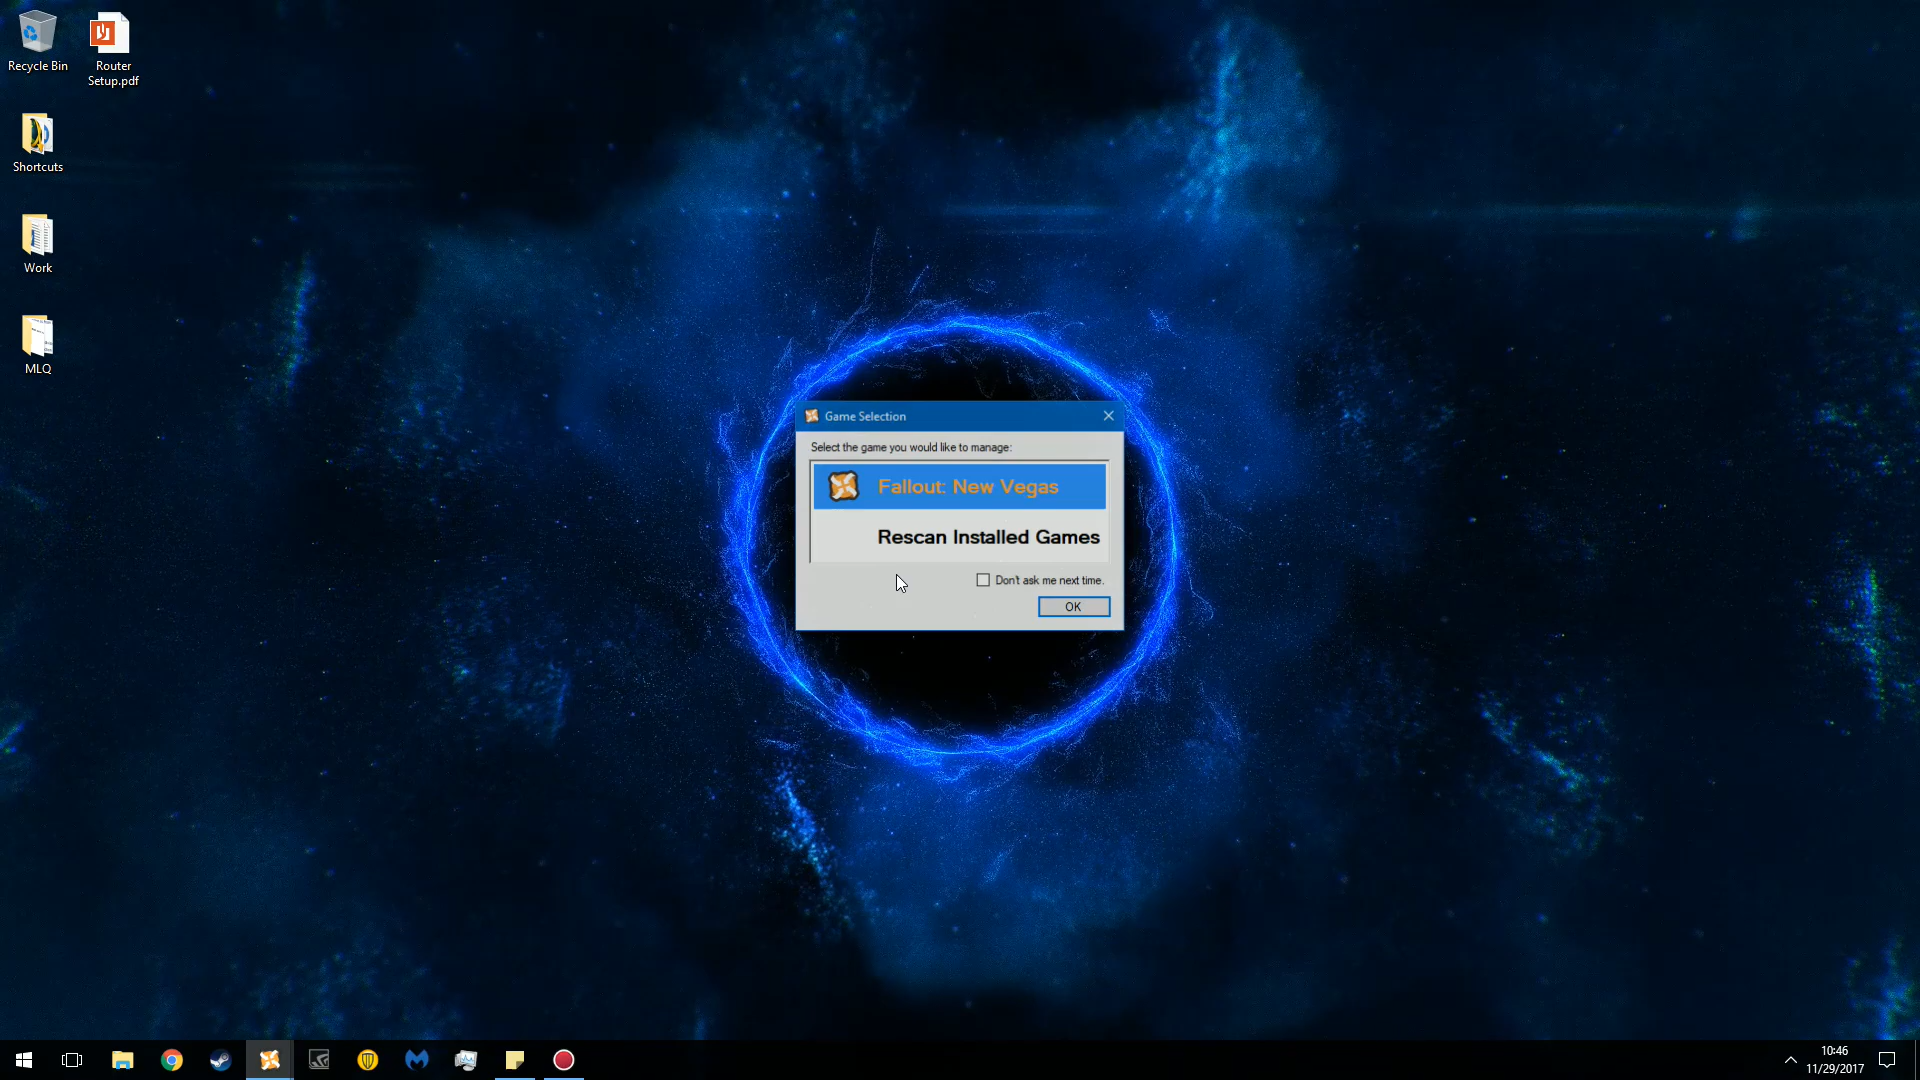 Recycle Bin
Router
Setup.pdf
Shortcuts
Work
MLQ
Game Selection
Select the game you would like to manage:
Fallout: New Vegas
Rescan Installed Games
Don't ask me next time.
OK
10:46
11/29/2017